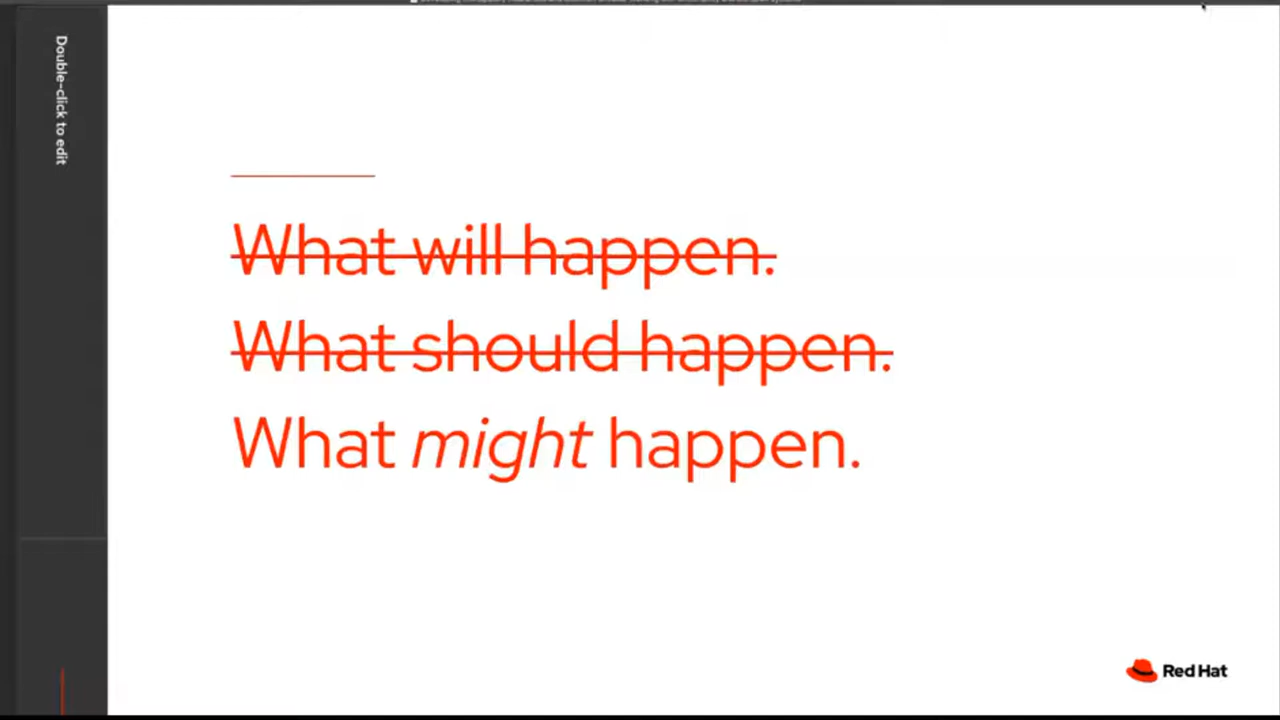 Double-click to edit
What will happen.
What should happen.
What might happen.
Red Hat